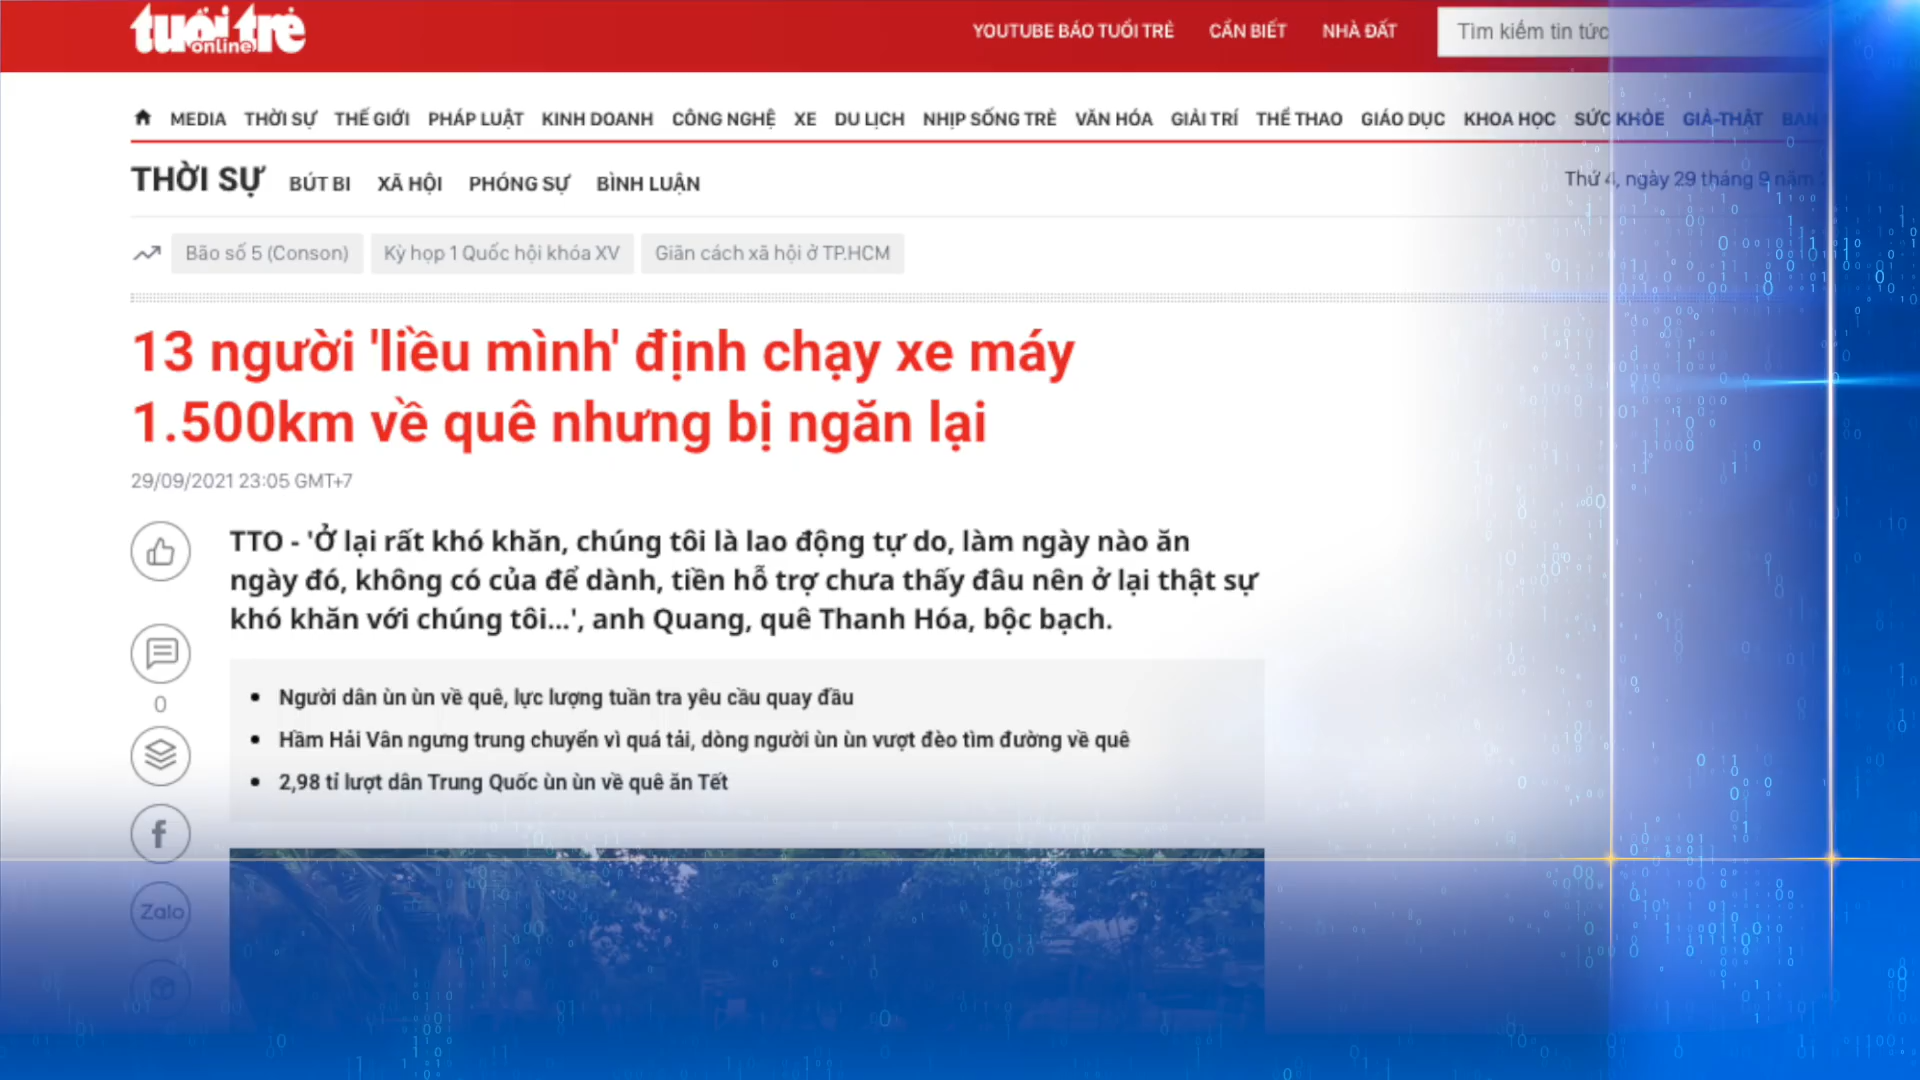 tuổi trẻ online
YOUTUBE BÁO TUỔI TRẺ CẦN BIẾT NHÀ ĐẤT Tìm kiếm tin tức
MEDIA THỜI SỰ THẾ GIỚI PHÁP LUẬT KINH DOANH CÔNG NGHỆ XE DU LỊCH NHỊP SỐNG TRẺ VĂN HÓA GIẢI TRÍ THỂ THAO GIÁO DỤC KHOA HỌC SỨC KHỎE GIẢ-THẬT BẠN
THỜI SỰ BÚT BI XÃ HỘI PHÓNG SỰ BÌNH LUẬN
Thứ 4, ngày 29 tháng 9 năm
Bão số 5 (Conson) Kỳ họp 1 Quốc hội khóa XV Giãn cách xã hội ở TP.HCM
13 người 'liều mình' định chạy xe máy
1.500km về quê nhưng bị ngăn lại
29/09/2021 23:05 GMT+7
TTO - 'Ở lại rất khó khăn, chúng tôi là lao động tự do, làm ngày nào ăn
ngày đó, không có của để dành, tiền hỗ trợ chưa thấy đâu nên ở lại thật sự
khó khăn với chúng tôi...', anh Quang, quê Thanh Hóa, bộc bạch.
0
Người dân ùn ùn về quê, lực lượng tuần tra yêu cầu quay đầu
Hầm Hải Vân ngưng trung chuyển vì quá tải, dòng người ùn ùn vượt đèo tìm đường về quê
2,98 tỉ lượt dân Trung Quốc ùn ùn về quê ăn Tết
f
Zalo